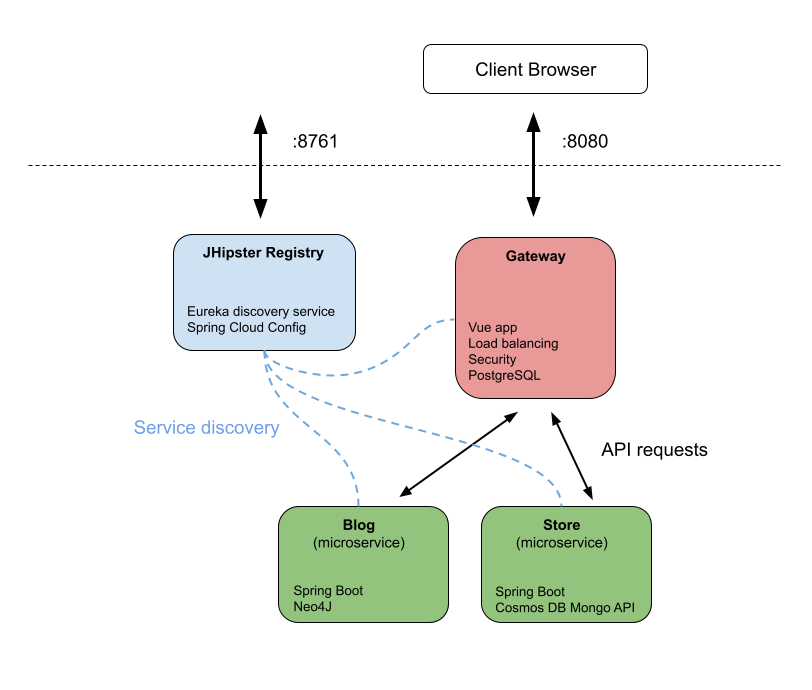 Client Browser
:8761
:8080
JHipster Registry
Eureka discovery service
Spring Cloud Config
Gateway
Vue app
Load balancing
Security
PostgreSQL
Service discovery
API requests
Blog
(microservice)
Spring Boot
Neo4J
Store
(microservice)
Spring Boot
Cosmos DB Mongo API